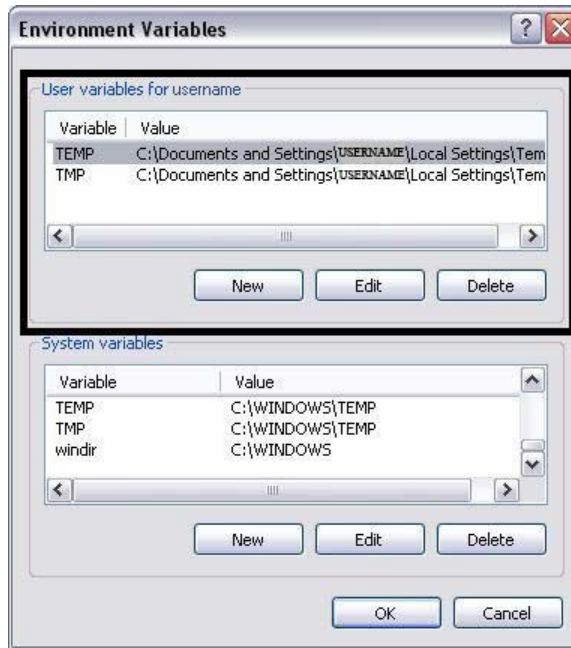 Environment Variables
User variables for username
Variable Value
TEMP C:\Documents and Settings\USERNAME\Local Settings\Tem
TMP C:\Documents and Settings\USERNAME\Local Settings\Tem
New Edit Delete
System variables
Variable Value
TEMP C:\WINDOWS\TEMP
TMP C:\WINDOWS\TEMP
windir C:\WINDOWS
New Edit Delete
OK Cancel